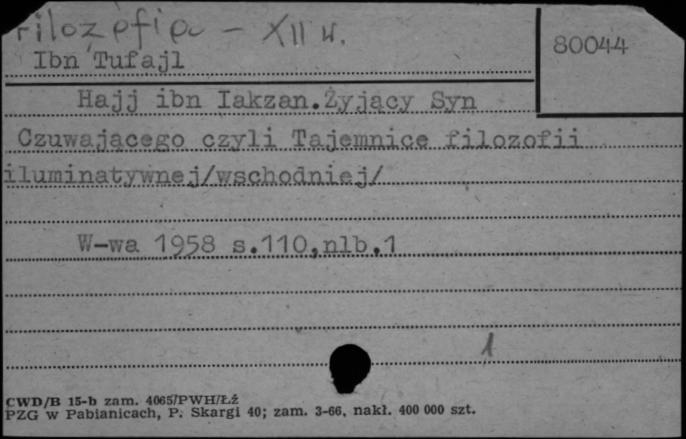 Filozofia - XII w.
80044
Ibn Tufajl
Hajj ibn Iakzan.Żyjący Syn
Czuwającego czyli Tajemnice filozofii
iluminatywnej/wschodniej/
W-wa 1958 s.110,nlb.1
1
CWD/B 15-b zam. 4065/PWH/Łź
PZG w Pabianicach, P. Skargi 40; zam. 3-66, nakł. 400 000 szt.